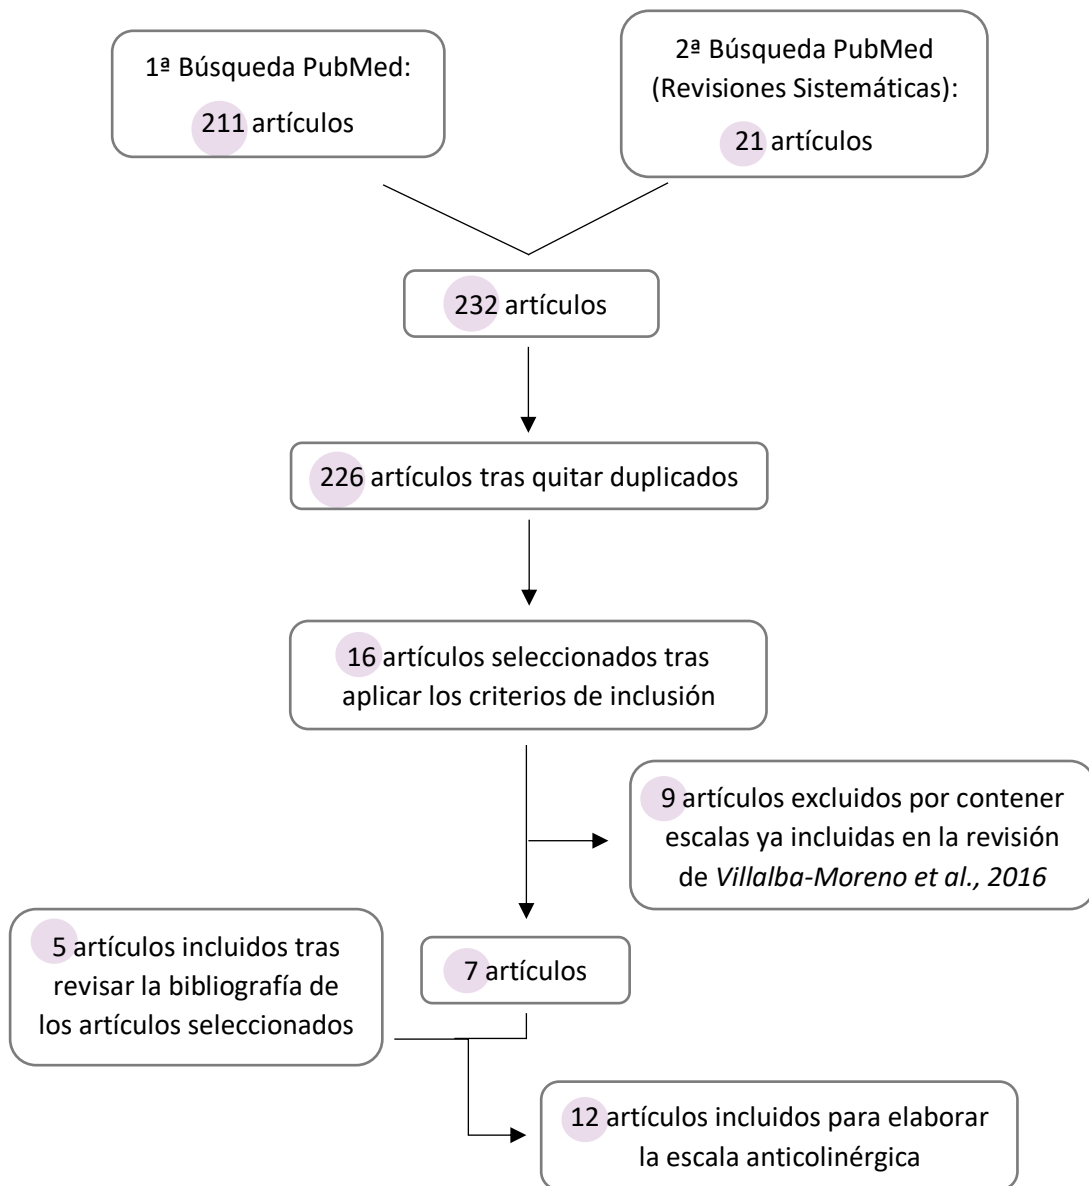 1ª Búsqueda PubMed:
211 artículos
2ª Búsqueda PubMed
(Revisiones Sistemáticas):
21 artículos
232 artículos
226 artículos tras quitar duplicados
16 artículos seleccionados tras
aplicar los criterios de inclusión
9 artículos excluidos por contener
escalas ya incluidas en la revisión
de Villalba-Moreno et al., 2016
5 artículos incluidos tras
revisar la bibliografía de
los artículos seleccionados
7 artículos
12 artículos incluidos para elaborar
la escala anticolinérgica